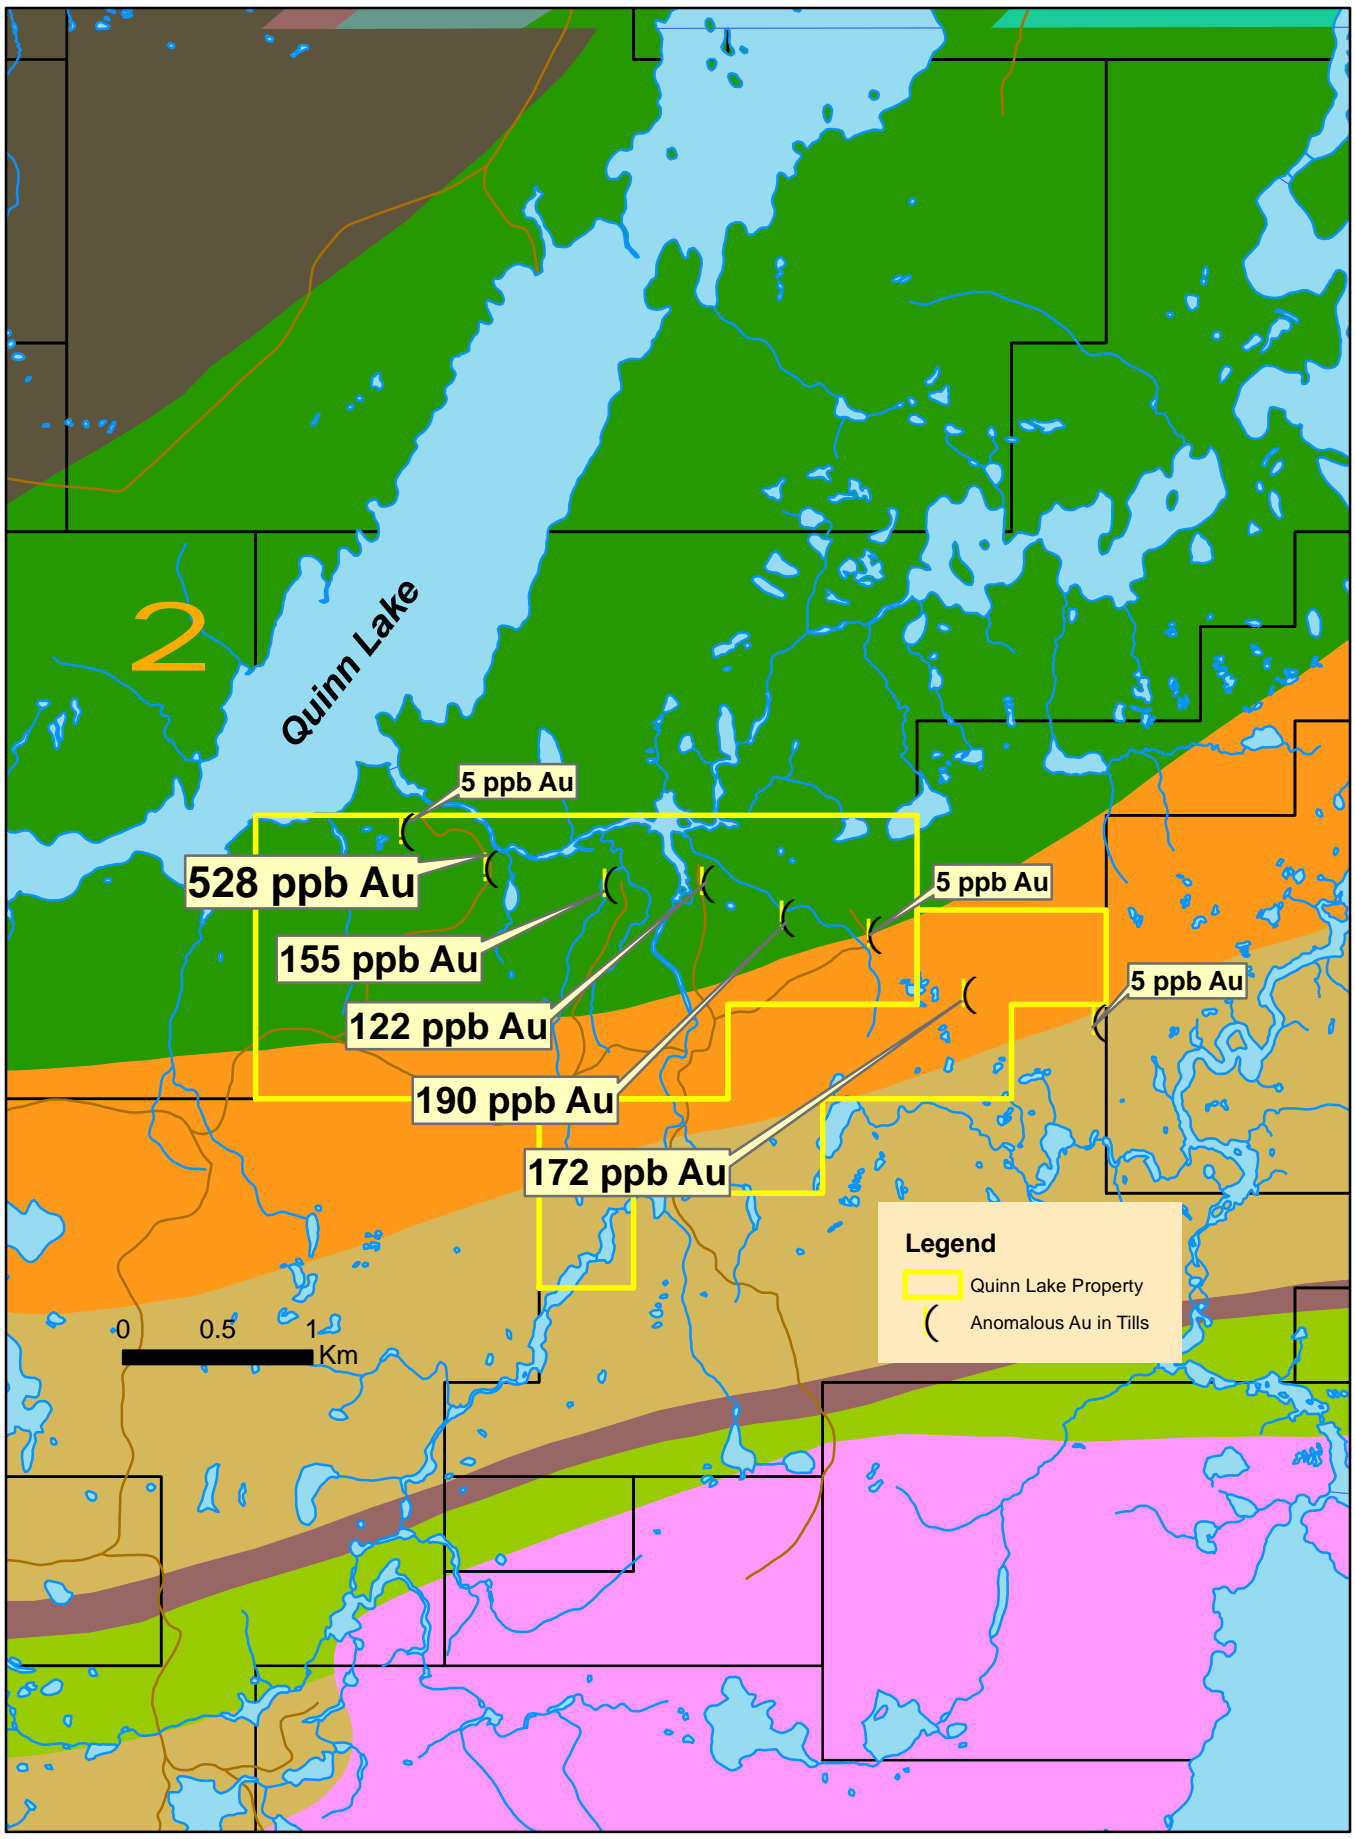 2
Quinn Lake
5 ppb Au
528 ppb Au
5 ppb Au
155 ppb Au
5 ppb Au
122 ppb Au
190 ppb Au
172 ppb Au
Legend
Quinn Lake Property
Anomalous Au in Tills
0 0.5 1
Km